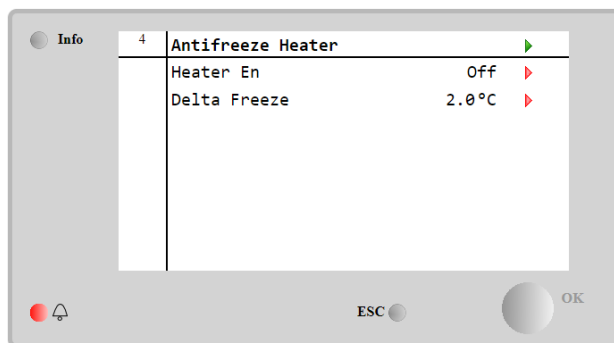 Info
4 Antifreeze Heater
Heater En Off
Delta Freeze 2.0°C
ESC
OK